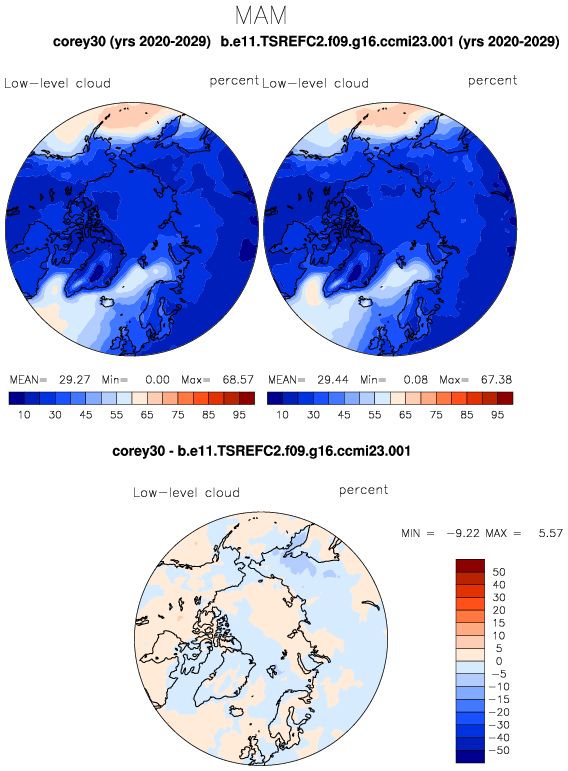 MAM
corey30 (yrs 2020-2029) b.e11.TSREFC2.f09.g16.ccmi23.001 (yrs 2020-2029)
Low-level cloud percent Low-level cloud percent
MEAN= 29.27 Min= 0.00 Max= 68.57 MEAN= 29.44 Min= 0.08 Max= 67.38
10 30 45 55 65 75 85 95 10 30 45 55 65 75 85 95
corey30 - b.e11.TSREFC2.f09.g16.ccmi23.001
Low-level cloud percent
MIN = -9.22 MAX = 5.57
50
40
30
20
15
10
5
0
-5
-10
-15
-20
-30
-40
-50